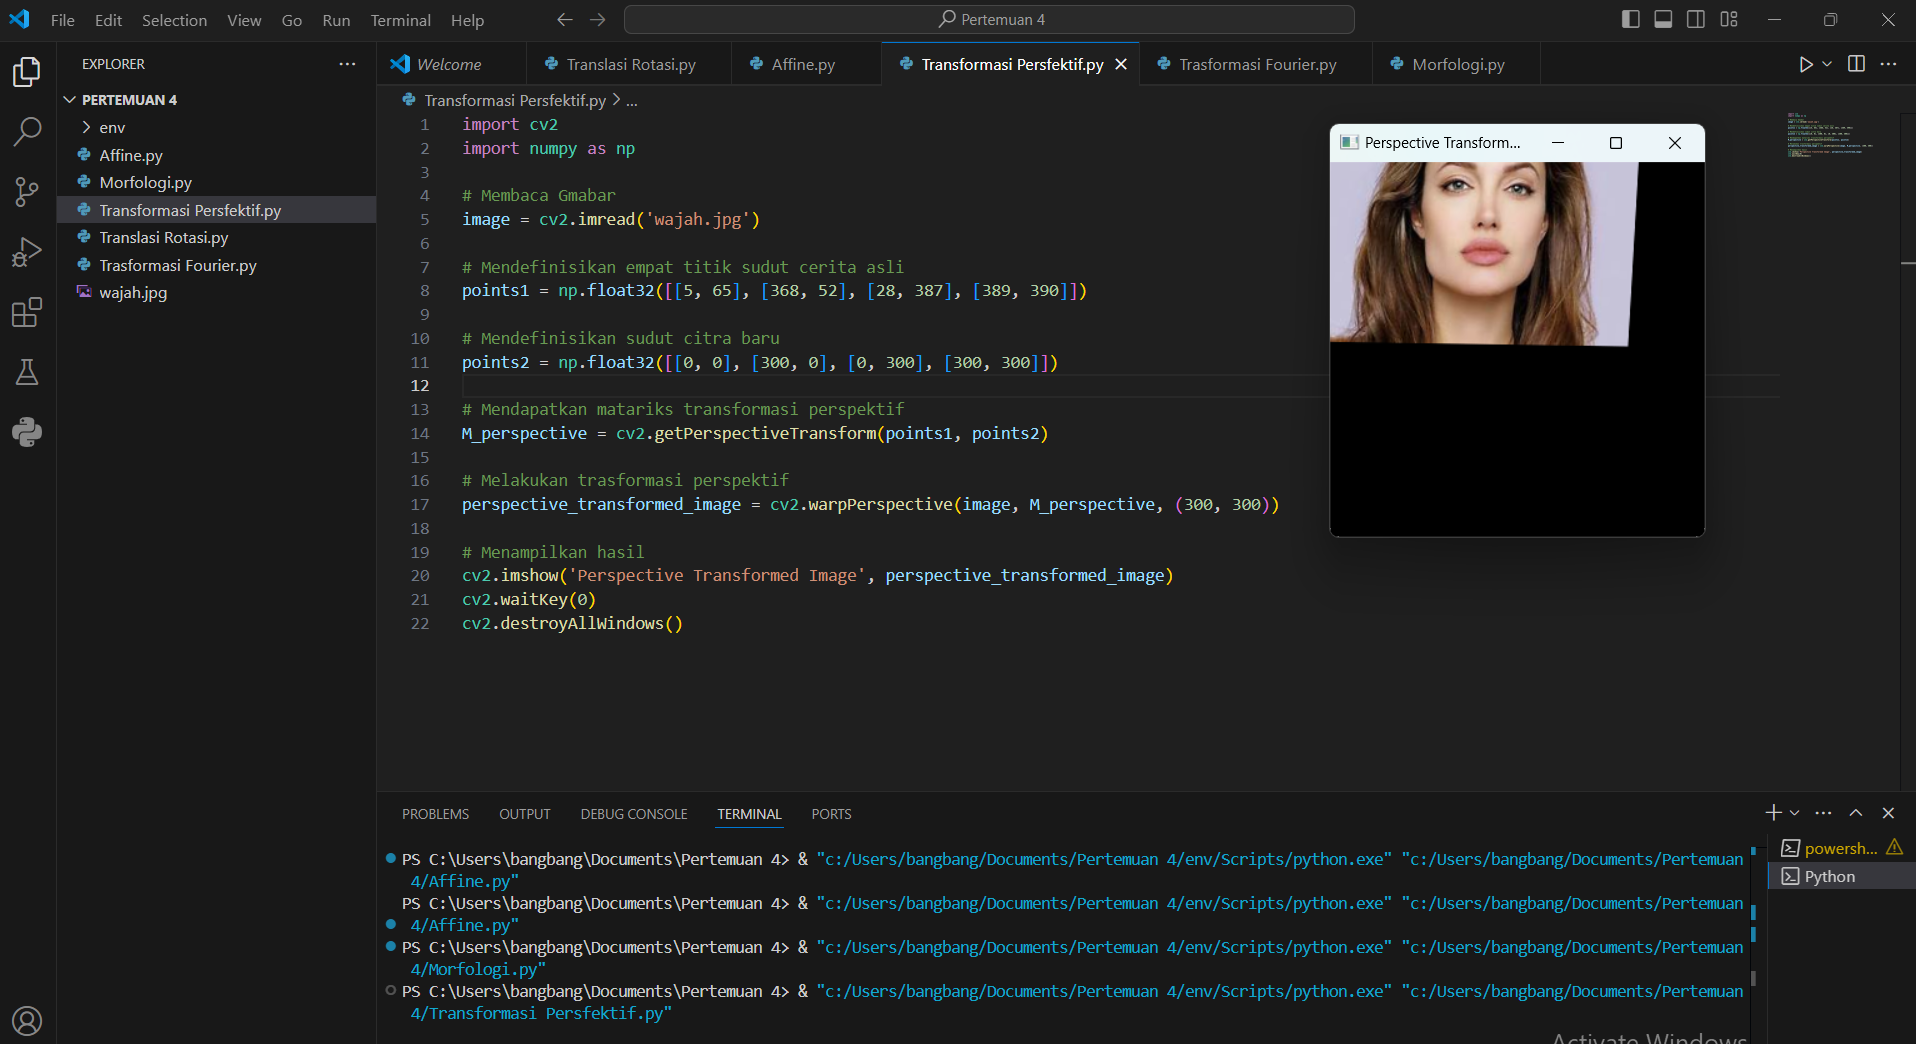 File Edit Selection View Go Run Terminal Help
Pertemuan 4
EXPLORER
PERTEMUAN 4
env
Affine.py
Morfologi.py
Transformasi Persfektif.py
Translasi Rotasi.py
Trasformasi Fourier.py
wajah.jpg
Welcome Translasi Rotasi.py Affine.py Transformasi Persfektif.py Trasformasi Fourier.py Morfologi.py
Transformasi Persfektif.py > ...
1 import cv2
2 import numpy as np
3
4 # Membaca Gmabar
5 image = cv2.imread('wajah.jpg')
6
7 # Mendefinisikan empat titik sudut cerita asli
8 points1 = np.float32([[5, 65], [368, 52], [28, 387], [389, 390]])
9
10 # Mendefinisikan sudut citra baru
11 points2 = np.float32([[0, 0], [300, 0], [0, 300], [300, 300]])
12
13 # Mendapatkan matariks transformasi perspektif
14 M_perspective = cv2.getPerspectiveTransform(points1, points2)
15
16 # Melakukan trasformasi perspektif
17 perspective_transformed_image = cv2.warpPerspective(image, M_perspective, (300, 300))
18
19 # Menampilkan hasil
20 cv2.imshow('Perspective Transformed Image', perspective_transformed_image)
21 cv2.waitKey(0)
22 cv2.destroyAllWindows()
Perspective Transform...
PROBLEMS OUTPUT DEBUG CONSOLE TERMINAL PORTS
PS C:\Users\bangbang\Documents\Pertemuan 4> & "c:/Users/bangbang/Documents/Pertemuan 4/env/Scripts/python.exe" "c:/Users/bangbang/Documents/Pertemuan
4/Affine.py"
PS C:\Users\bangbang\Documents\Pertemuan 4> & "c:/Users/bangbang/Documents/Pertemuan 4/env/Scripts/python.exe" "c:/Users/bangbang/Documents/Pertemuan
4/Affine.py"
PS C:\Users\bangbang\Documents\Pertemuan 4> & "c:/Users/bangbang/Documents/Pertemuan 4/env/Scripts/python.exe" "c:/Users/bangbang/Documents/Pertemuan
4/Morfologi.py"
PS C:\Users\bangbang\Documents\Pertemuan 4> & "c:/Users/bangbang/Documents/Pertemuan 4/env/Scripts/python.exe" "c:/Users/bangbang/Documents/Pertemuan
4/Transformasi Persfektif.py"
powersh...
Python
Activate Windows